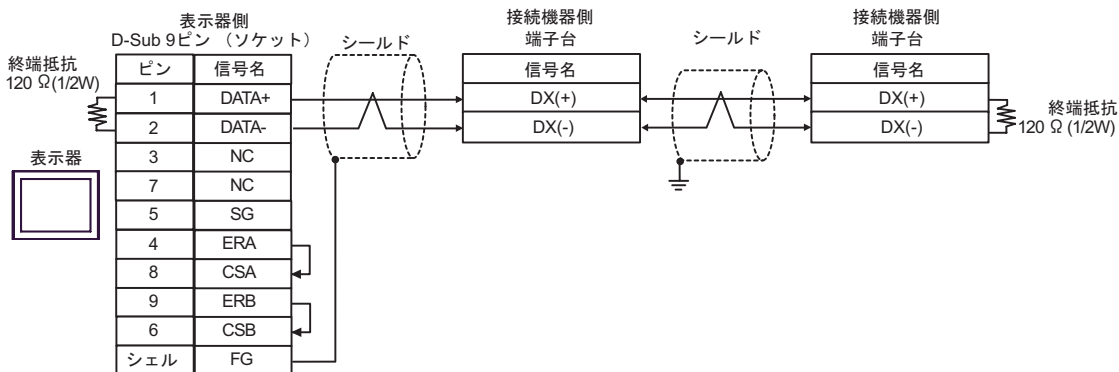 表示器側
D-Sub 9ピン （ソケット）
終端抵抗
120 Ω(1/2W)
ピン 信号名
1 DATA+
2 DATA-
3 NC
7 NC
5 SG
4 ERA
8 CSA
9 ERB
6 CSB
シェル FG
表示器
シールド
接続機器側
端子台
信号名
DX(+)
DX(-)
シールド
接続機器側
端子台
信号名
DX(+)
DX(-)
終端抵抗
120 Ω (1/2W)